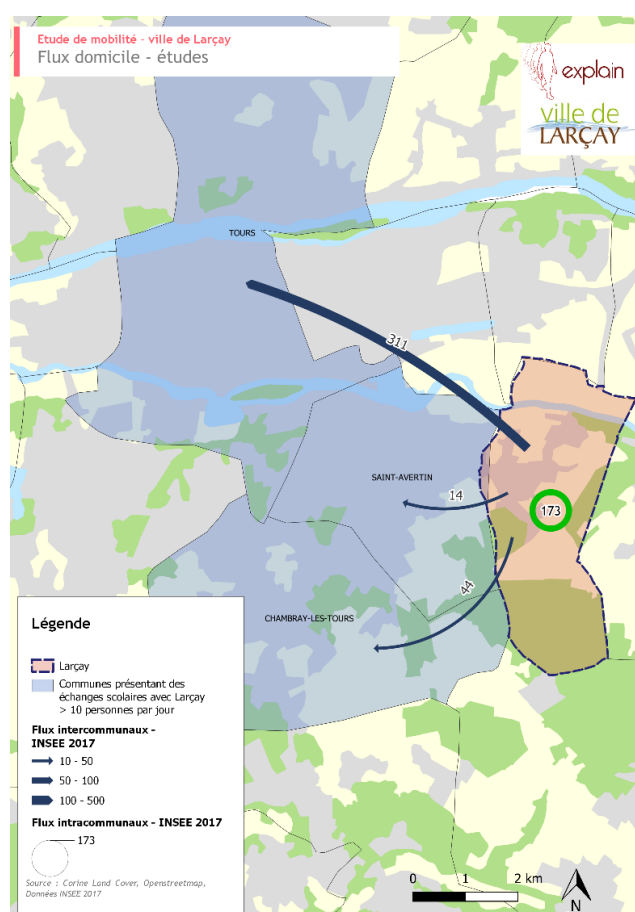 Etude de mobilité - ville de Larçay
Flux domicile - études
explain
ville de
LARÇAY
TOURS
311
SAINT-AVERTIN
14
173
44
CHAMBRAY-LES-TOURS
Légende
Larçay
Communes présentant des
échanges scolaires avec Larçay
> 10 personnes par jour
Flux intercommunaux -
INSEE 2017
10 - 50
50 - 100
100 - 500
Flux intracommunaux - INSEE 2017
173
Source : Corine Land Cover, Openstreetmap,
Données INSEE 2017
0 1 2 km
N